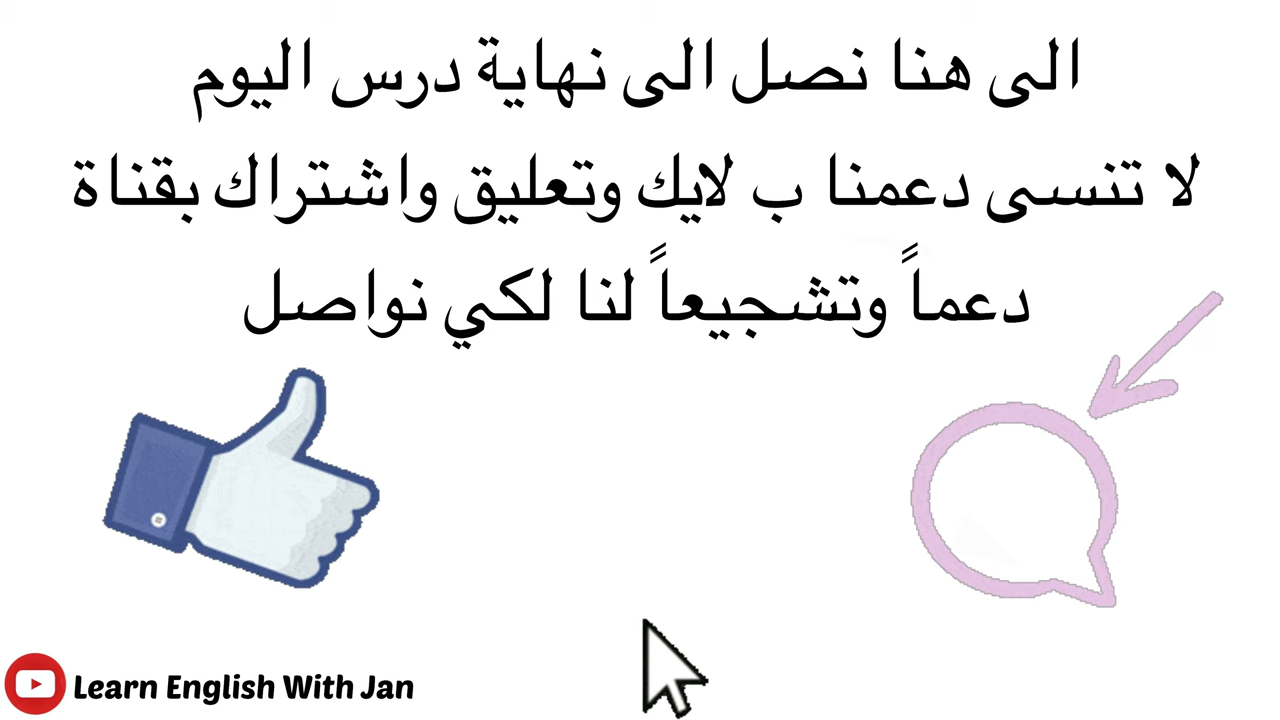 الى هنا نصل الى نهاية درس اليوم
لا تنسى دعمنا ب لايك وتعليق واشتراك بقناة
دعماً وتشجيعاً لنا لكي نواصل
Learn English With Jan